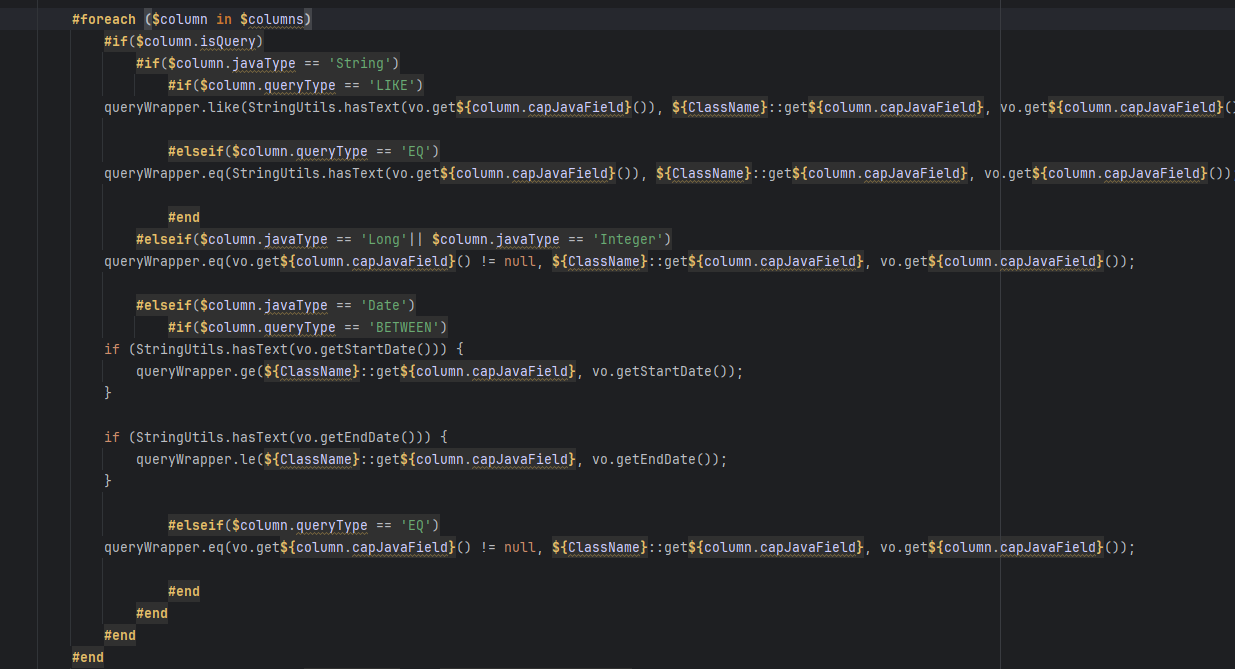 #foreach ($column in $columns)
#if($column.isQuery)
#if($column.javaType == 'String')
#if($column.queryType == 'LIKE')
queryWrapper.like(StringUtils.hasText(vo.get${column.capJavaField}()), ${ClassName}::get${column.capJavaField}, vo.get${column.capJavaField}()
#elseif($column.queryType == 'EQ')
queryWrapper.eq(StringUtils.hasText(vo.get${column.capJavaField}()), ${ClassName}::get${column.capJavaField}, vo.get${column.capJavaField}())
#end
#elseif($column.javaType == 'Long'|| $column.javaType == 'Integer')
queryWrapper.eq(vo.get${column.capJavaField}() != null, ${ClassName}::get${column.capJavaField}, vo.get${column.capJavaField}());
#elseif($column.javaType == 'Date')
#if($column.queryType == 'BETWEEN')
if (StringUtils.hasText(vo.getStartDate())) {
queryWrapper.ge(${ClassName}::get${column.capJavaField}, vo.getStartDate());
}
if (StringUtils.hasText(vo.getEndDate())) {
queryWrapper.le(${ClassName}::get${column.capJavaField}, vo.getEndDate());
}
#elseif($column.queryType == 'EQ')
queryWrapper.eq(vo.get${column.capJavaField}() != null, ${ClassName}::get${column.capJavaField}, vo.get${column.capJavaField}());
#end
#end
#end
#end